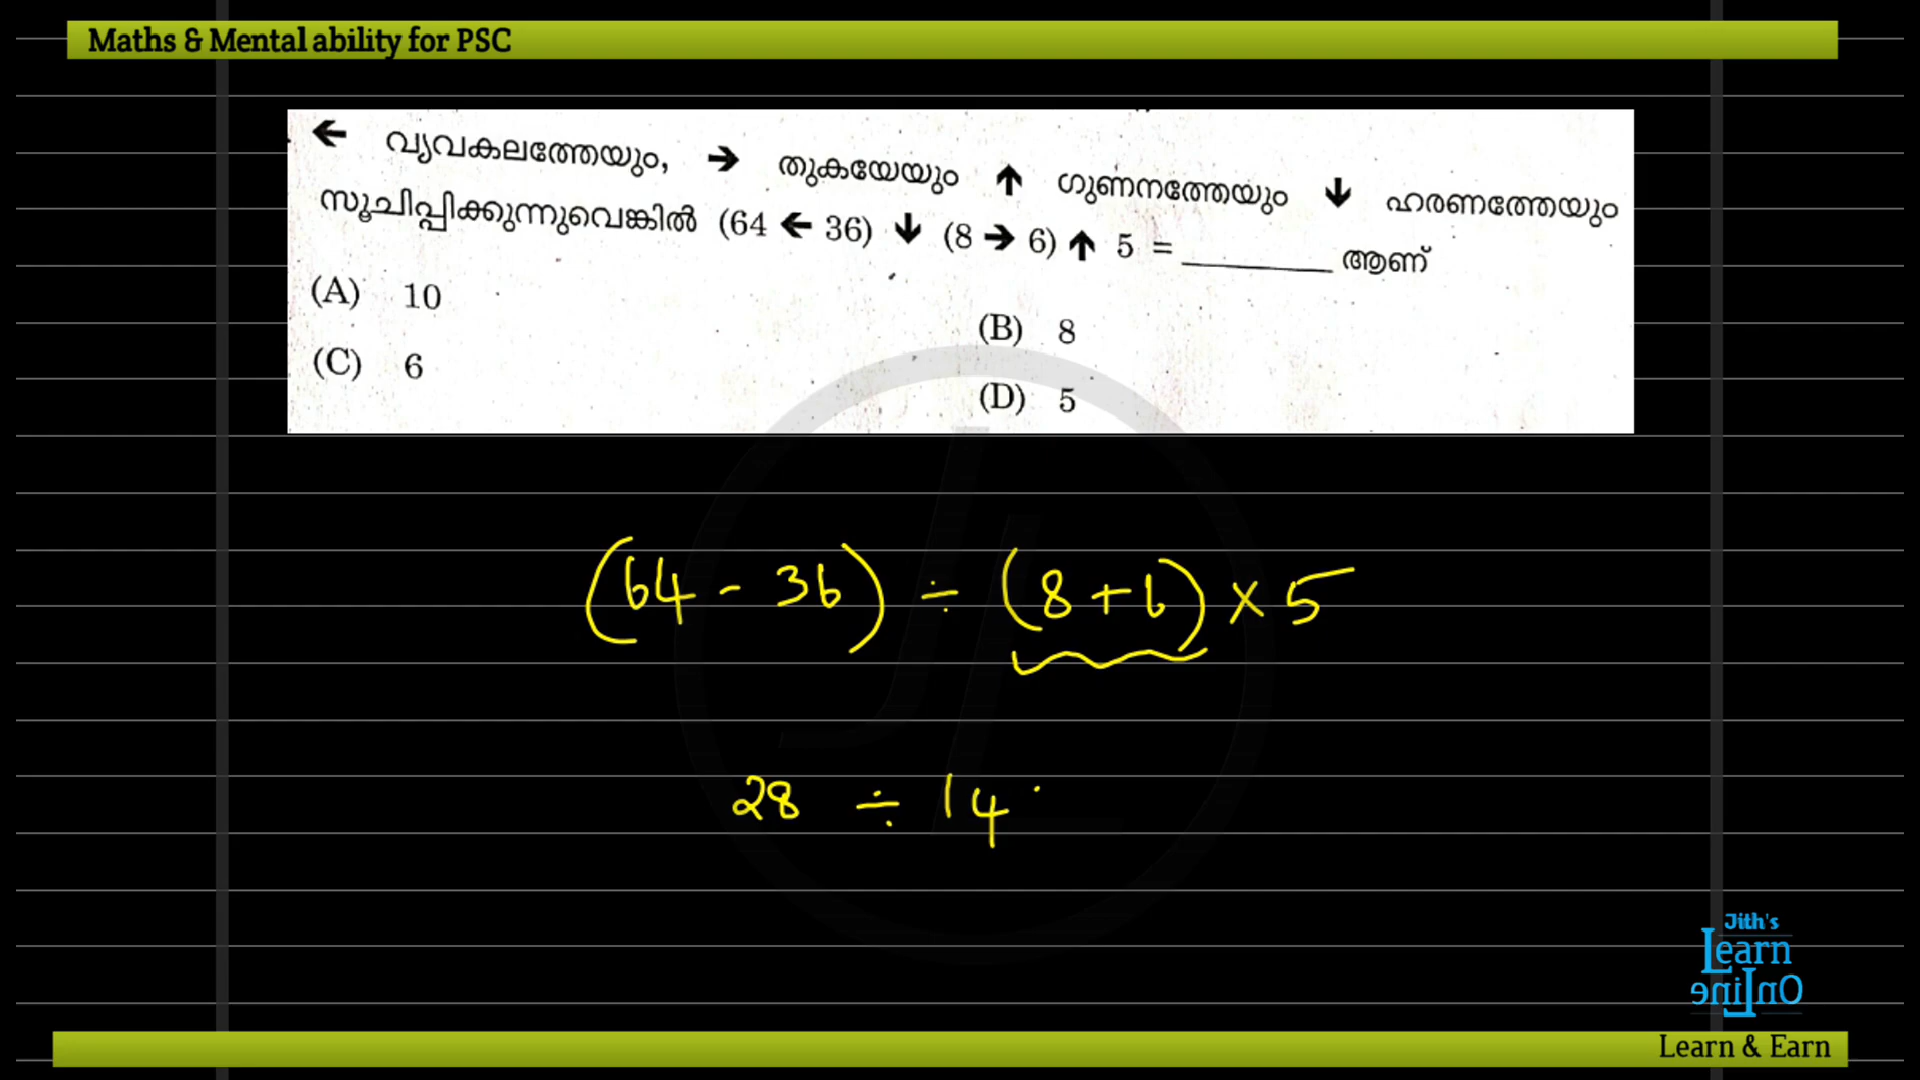 Maths & Mental ability for PSC
← വ്യവകലത്തേയും, → തുകയേയും ↑ ഗുണനത്തേയും ↓ ഹരണത്തേയും
സൂചിപ്പിക്കുന്നുവെങ്കിൽ (64 ← 36) ↓ (8 → 6) ↑ 5 = ________ ആണ്
(A) 10
(B) 8
(C) 6
(D) 5
(64 - 36) ÷ (8 + 6) × 5
28 ÷ 14
Jith's
Learn
OnLine
Learn & Earn